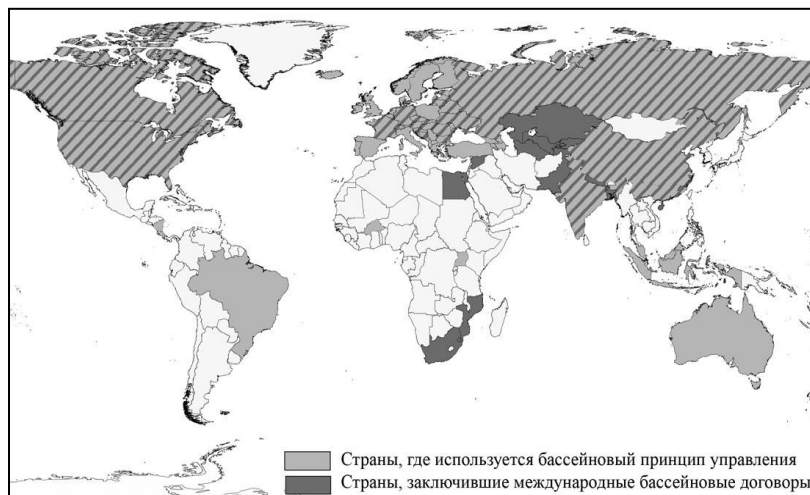 Страны, где используется бассейновый принцип управления
Страны, заключившие международные бассейновые договоры